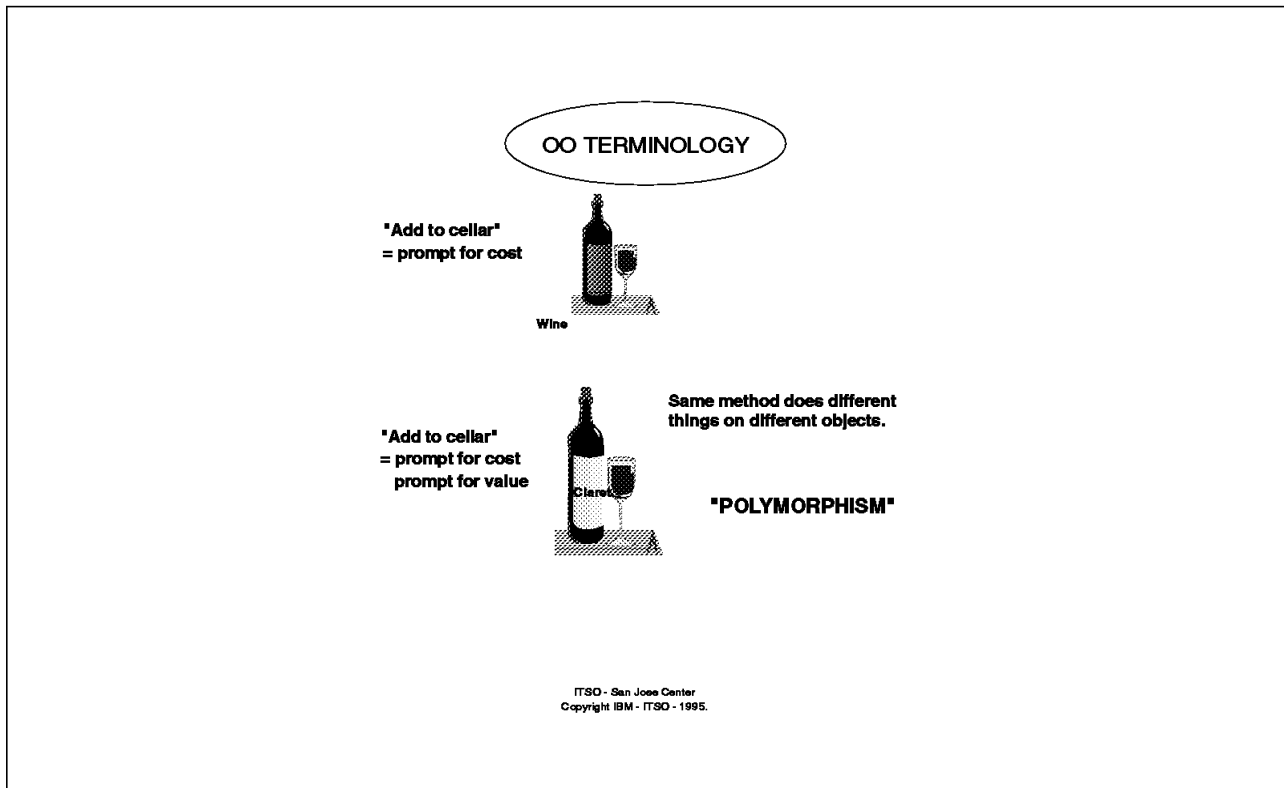 OO TERMINOLOGY
"Add to cellar"
= prompt for cost
Wine
Same method does different
things on different objects.
"Add to cellar"
= prompt for cost
prompt for value
Claret
"POLYMORPHISM"
ITSO - San Jose Center
Copyright IBM - ITSO - 1995.